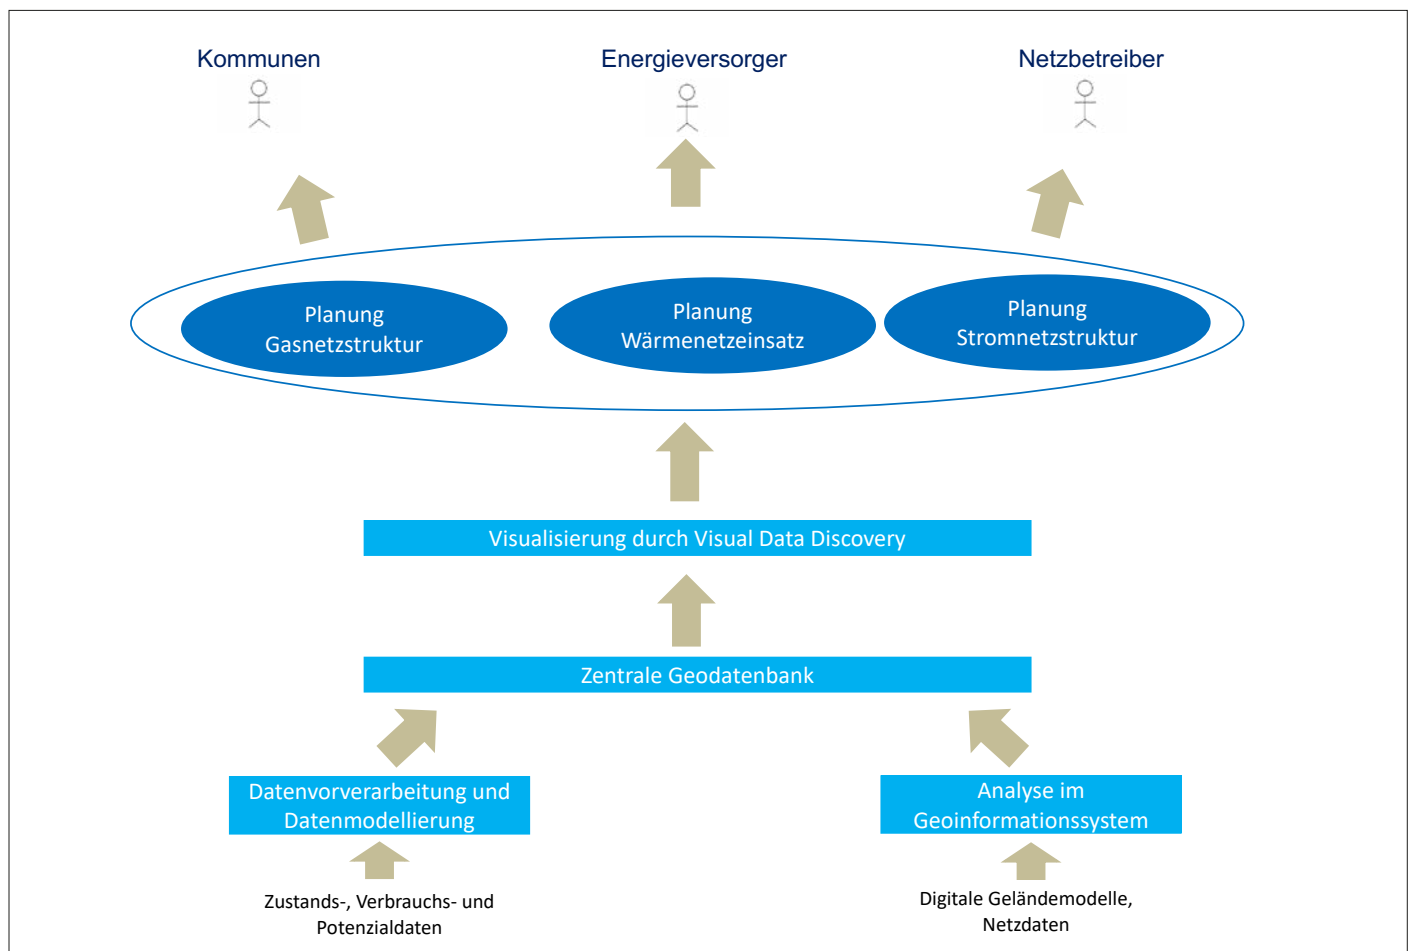 Kommunen
Energieversorger
Netzbetreiber
Planung
Gasnetzstruktur
Planung
Wärmenetzeinsatz
Planung
Stromnetzstruktur
Visualisierung durch Visual Data Discovery
Zentrale Geodatenbank
Datenvorverarbeitung und
Datenmodellierung
Analyse im
Geoinformationssystem
Zustands-, Verbrauchs- und
Potenzialdaten
Digitale Geländemodelle,
Netzdaten